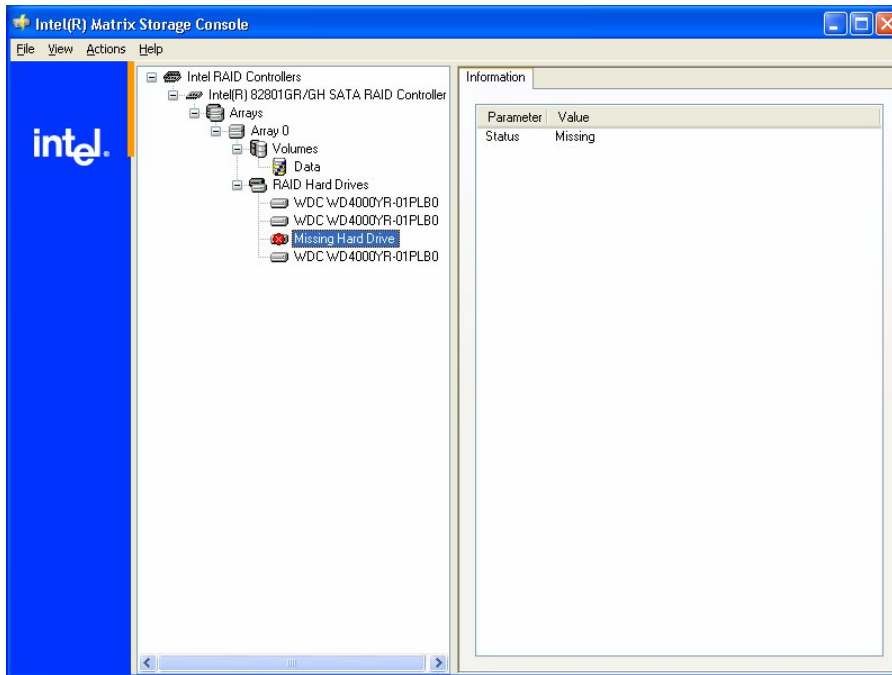 Intel(R) Matrix Storage Console
File View Actions Help
intel.
Intel RAID Controllers
Intel(R) 82801GR/GH SATA RAID Controller
Arrays
Array 0
Volumes
Data
RAID Hard Drives
WDC WD4000YR-01PLB0
WDC WD4000YR-01PLB0
Missing Hard Drive
WDC WD4000YR-01PLB0
Information
Parameter Value
Status Missing